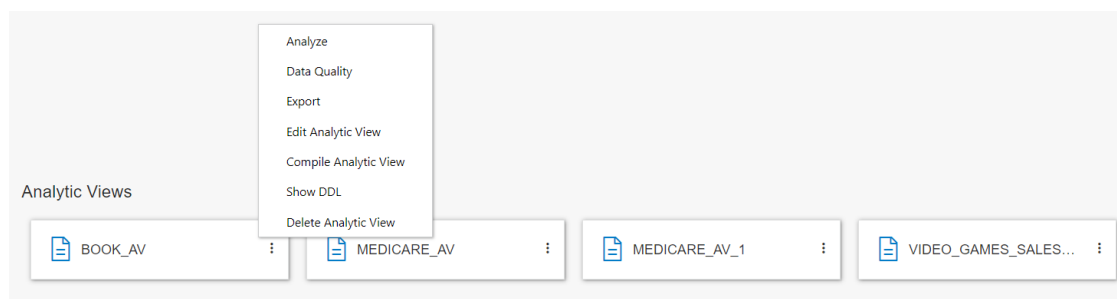 Analyze
Data Quality
Export
Edit Analytic View
Compile Analytic View
Show DDL
Delete Analytic View
Analytic Views
BOOK_AV
MEDICARE_AV
MEDICARE_AV_1
VIDEO_GAMES_SALES...